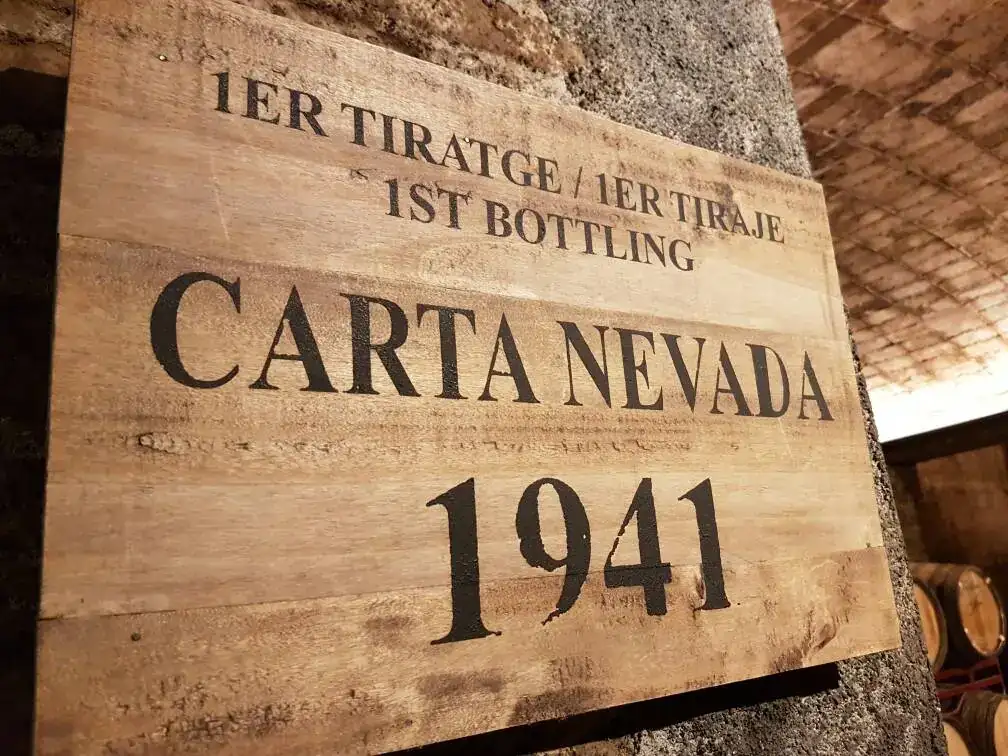 1ER TIRATGE / 1ER TIRAJE
1ST BOTTLING
CARTA NEVADA
1941